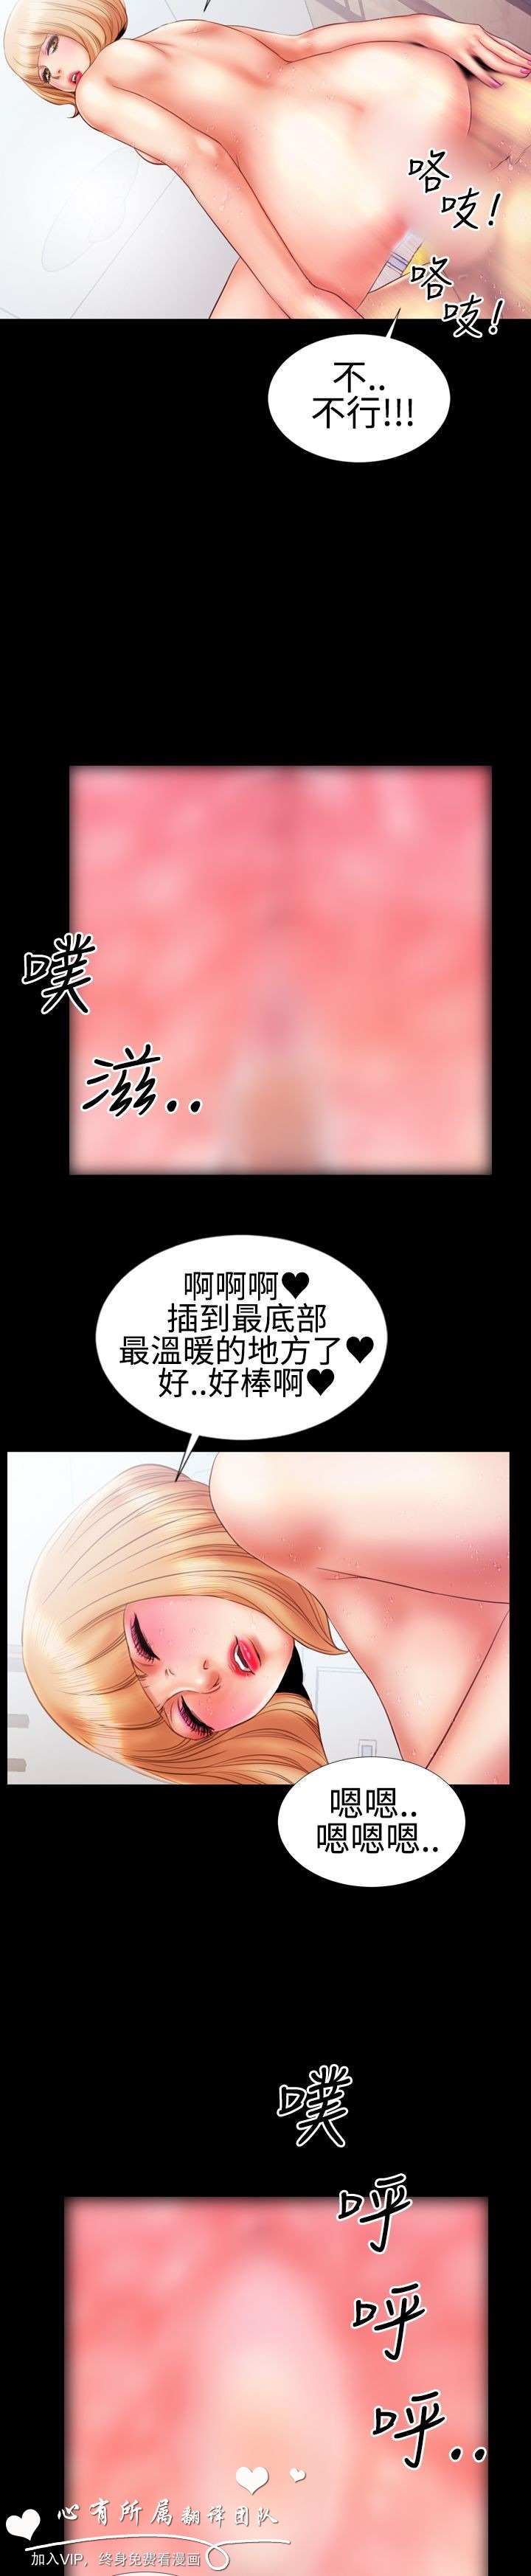 咯
吱!
咯
吱!
不..
不行!!!
噗
滋..
啊啊啊♥
插到最底部
最溫暖的地方了♥
好..好棒啊♥
嗯嗯..
嗯嗯嗯..
噗
呼
呼
呼..
心有所属翻译团队
加入VIP，终身免费看漫画